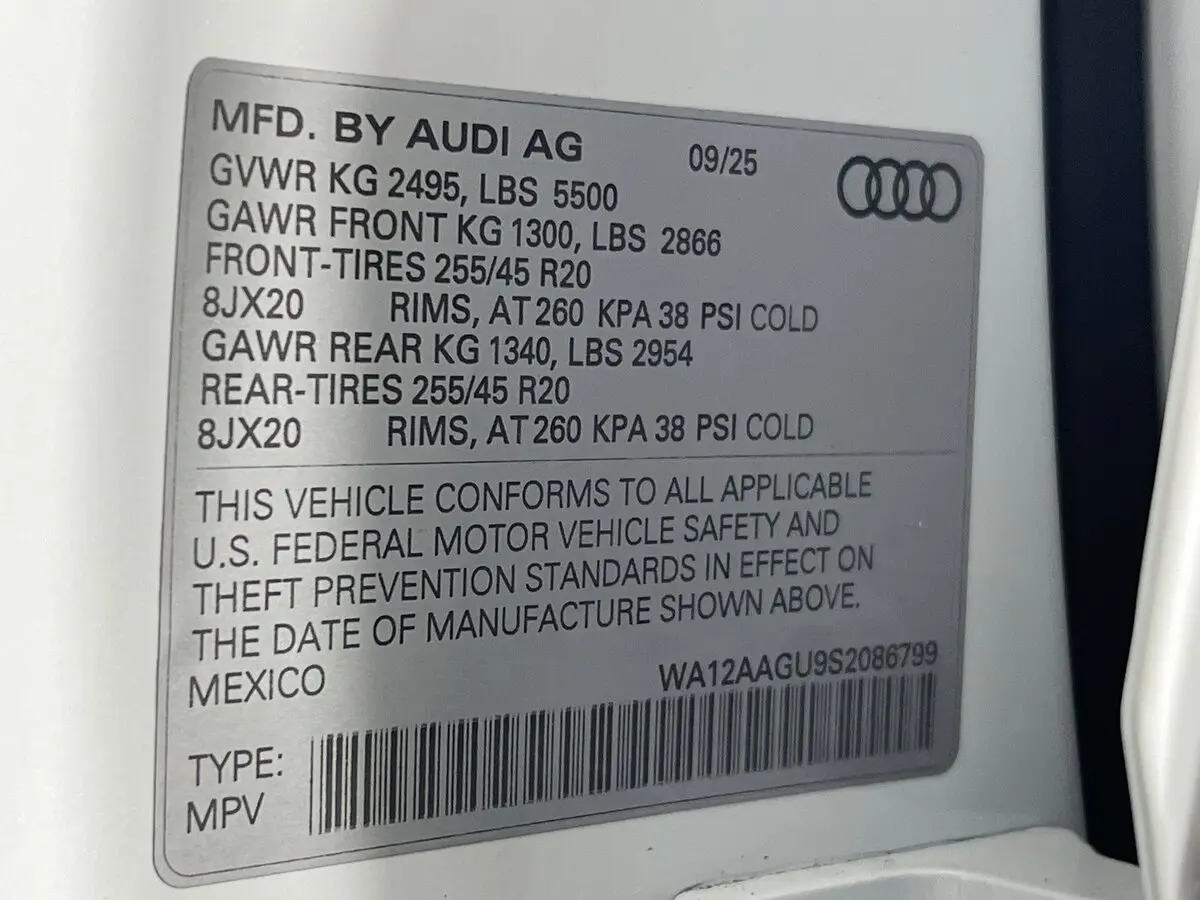 MFD. BY AUDI AG 09/25
GVWR KG 2495, LBS 5500
GAWR FRONT KG 1300, LBS 2866
FRONT-TIRES 255/45 R20
8JX20 RIMS, AT 260 KPA 38 PSI COLD
GAWR REAR KG 1340, LBS 2954
REAR-TIRES 255/45 R20
8JX20 RIMS, AT 260 KPA 38 PSI COLD
THIS VEHICLE CONFORMS TO ALL APPLICABLE
U.S. FEDERAL MOTOR VEHICLE SAFETY AND
THEFT PREVENTION STANDARDS IN EFFECT ON
THE DATE OF MANUFACTURE SHOWN ABOVE.
MEXICO WA12AAGU9S2086799
TYPE:
MPV